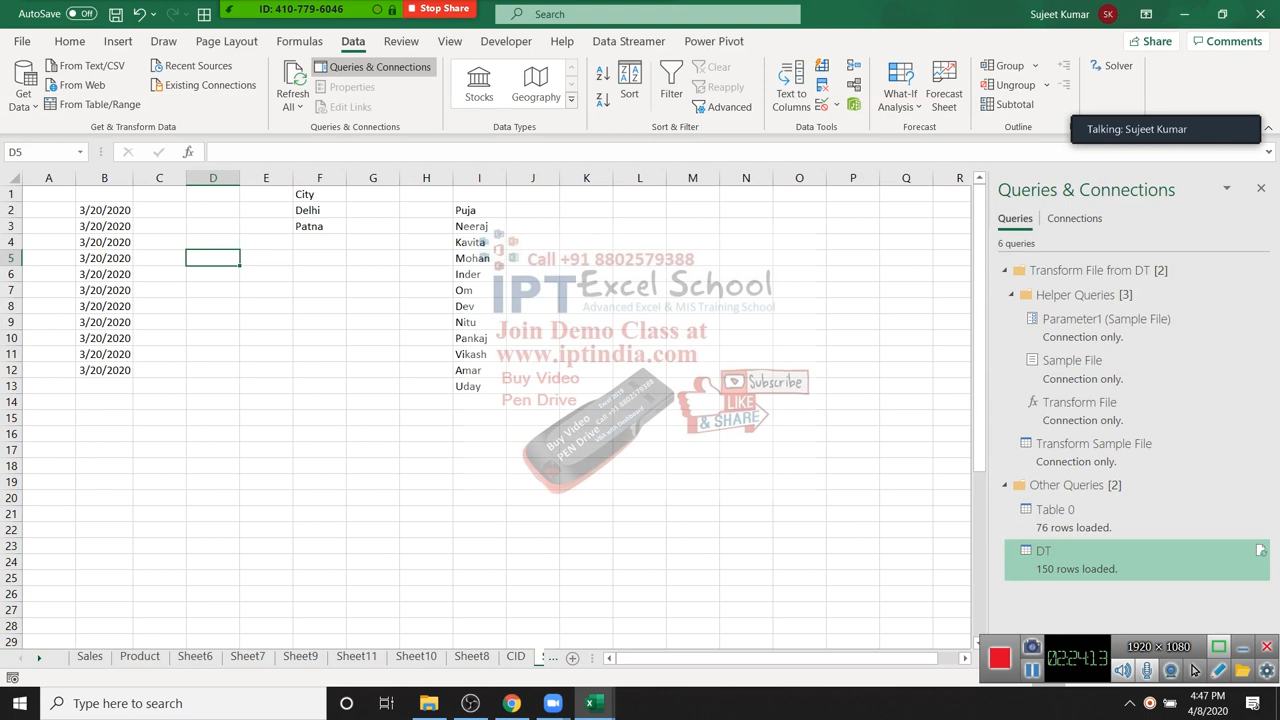 AutoSave Off
ID: 410-779-6046
Stop Share
Search
Sujeet Kumar
SK
File Home Insert Draw Page Layout Formulas Data Review View Developer Help Data Streamer Power Pivot
Share
Comments
Get Data
From Text/CSV
From Web
From Table/Range
Recent Sources
Existing Connections
Get & Transform Data
Refresh All
Queries & Connections
Properties
Edit Links
Queries & Connections
Stocks
Geography
Data Types
Sort
Filter
Clear
Reapply
Advanced
Sort & Filter
Text to Columns
Data Tools
What-If Analysis
Forecast Sheet
Forecast
Group
Ungroup
Subtotal
Outline
Solver
Talking: Sujeet Kumar
D5
fx
A B C D E F G H I J K L M N O P Q R
1 City
2 3/20/2020 Delhi Puja
3 3/20/2020 Patna Neeraj
4 3/20/2020 Kavita
5 3/20/2020 Mohan
6 3/20/2020 Inder
7 3/20/2020 Om
8 3/20/2020 Dev
9 3/20/2020 Nitu
10 3/20/2020 Pankaj
11 3/20/2020 Vikash
12 3/20/2020 Amar
13 Uday
14
15
16
17
18
19
20
21
22
23
24
25
26
27
28
29
Call +91 8802579388
IPT Excel School
Advanced Excel & MIS Training School
Join Demo Class at
www.iptindia.com
Buy Video
Pen Drive
Buy Video
PEN Drive
Call +91 8802579388
Subscribe
LIKE
& SHARE
Queries & Connections
Queries Connections
6 queries
Transform File from DT [2]
Helper Queries [3]
Parameter1 (Sample File)
Connection only.
Sample File
Connection only.
fx Transform File
Connection only.
Transform Sample File
Connection only.
Other Queries [2]
Table 0
76 rows loaded.
DT
150 rows loaded.
Sales Product Sheet6 Sheet7 Sheet9 Sheet11 Sheet10 Sheet8 CID ...
02:24:13
1920 × 1080
Type here to search
4:47 PM
4/8/2020